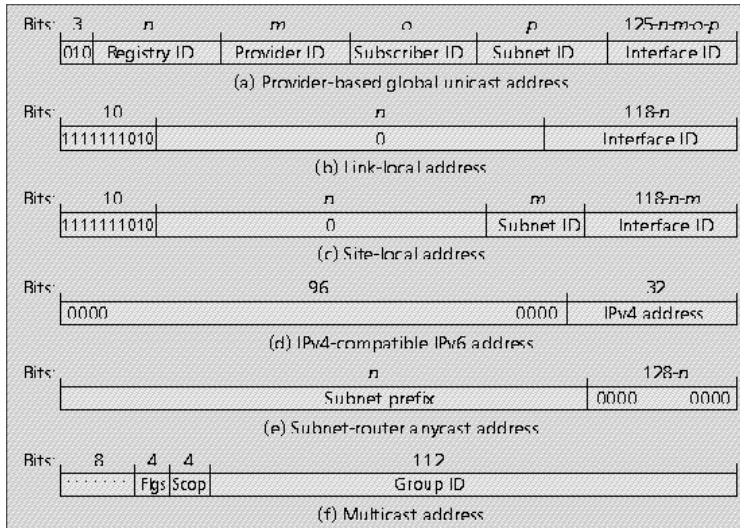 Bits: 3 n m o p 125-n-m-o-p
010 Registry ID Provider ID Subscriber ID Subnet ID Interface ID
(a) Provider-based global unicast address
Bits: 10 n 118-n
1111111010 0 Interface ID
(b) Link-local address
Bits: 10 n m 118-n-m
1111111010 0 Subnet ID Interface ID
(c) Site-local address
Bits: 96 32
0000 0000 IPv4 address
(d) IPv4-compatible IPv6 address
Bits: n 128-n
Subnet prefix 0000 0000
(e) Subnet-router anycast address
Bits: 8 4 4 112
Flgs Scop Group ID
(f) Multicast address